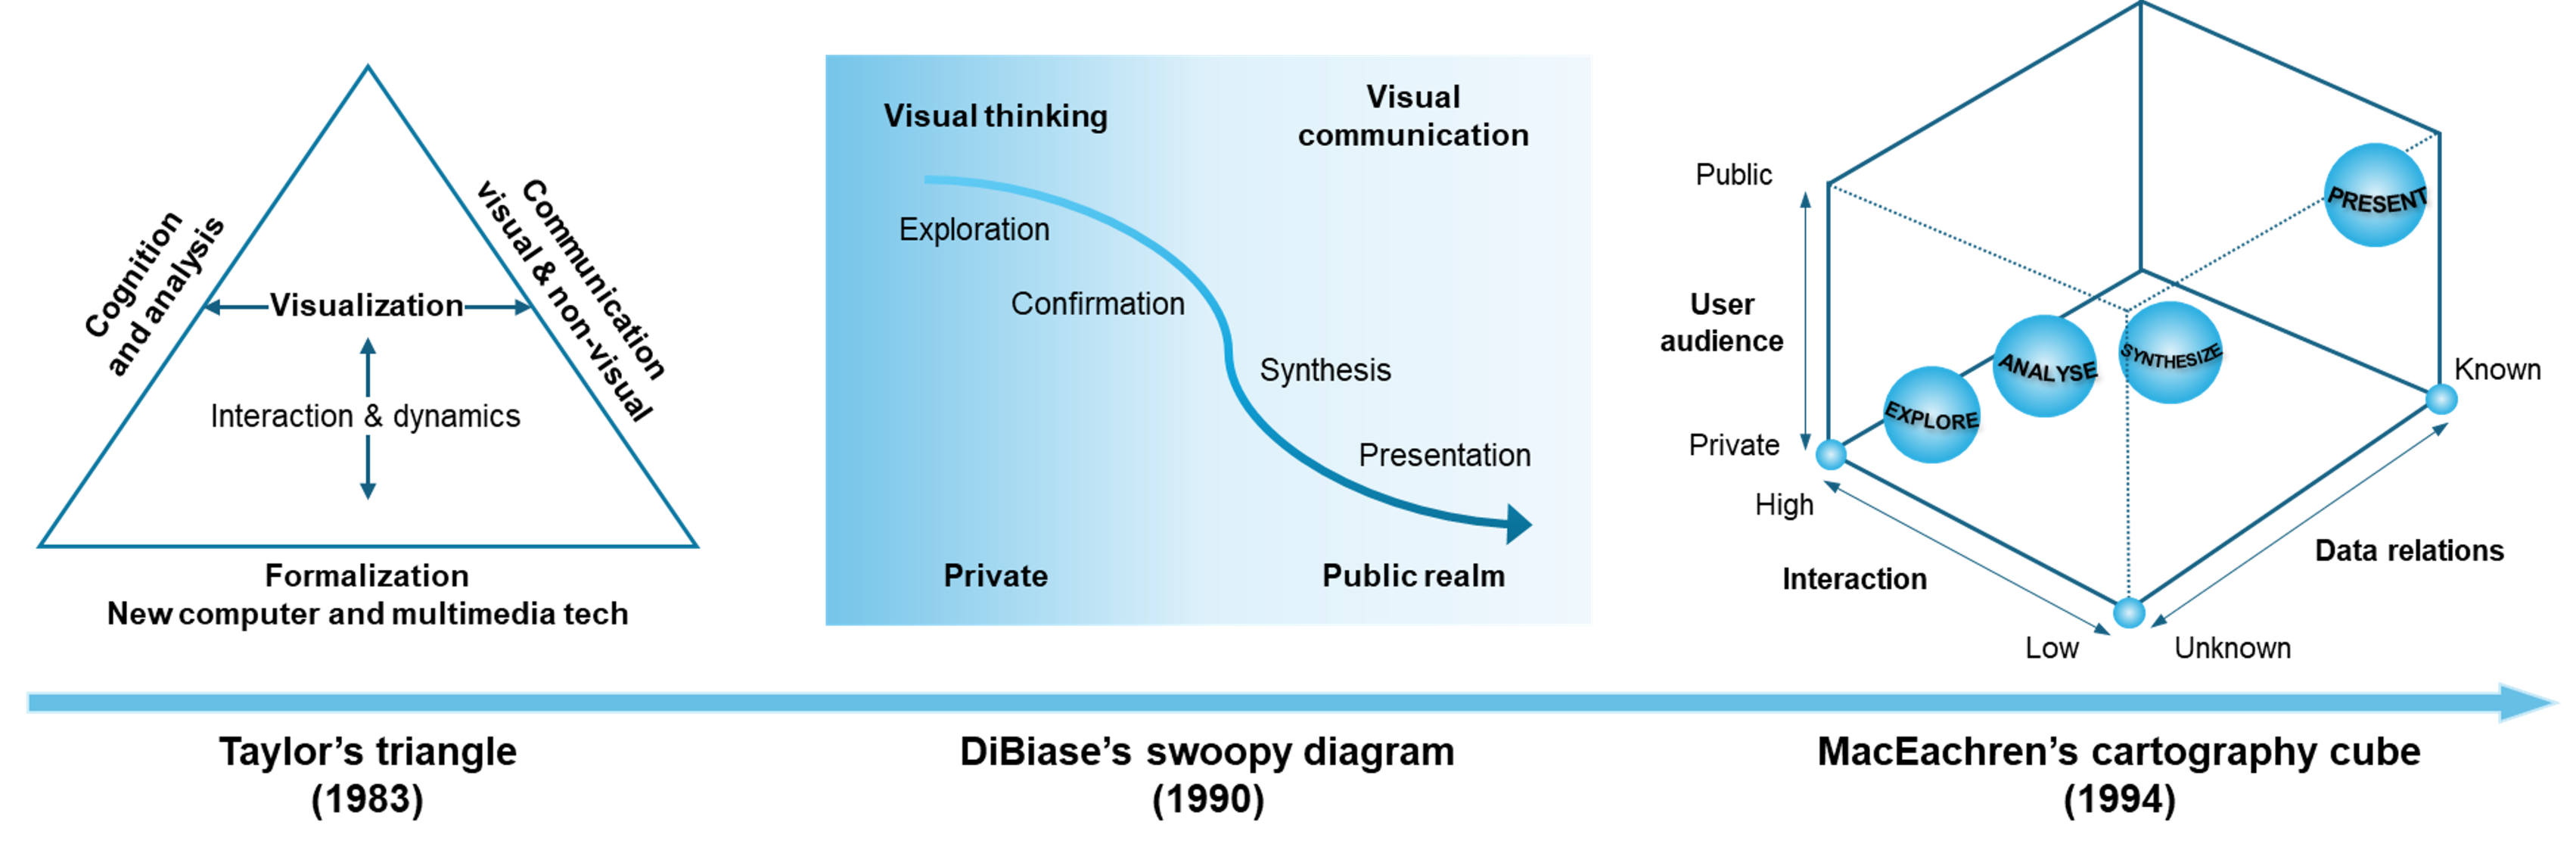 Cognition
and analysis
Communication
visual & non-visual
Visualization
Interaction & dynamics
Formalization
New computer and multimedia tech
Visual thinking
Visual
communication
Exploration
Confirmation
Synthesis
Presentation
Private
Public realm
Public
User
audience
Private
High
Interaction
Low
Unknown
Data relations
Known
EXPLORE
ANALYSE
SYNTHESIZE
PRESENT
Taylor’s triangle
(1983)
DiBiase’s swoopy diagram
(1990)
MacEachren’s cartography cube
(1994)